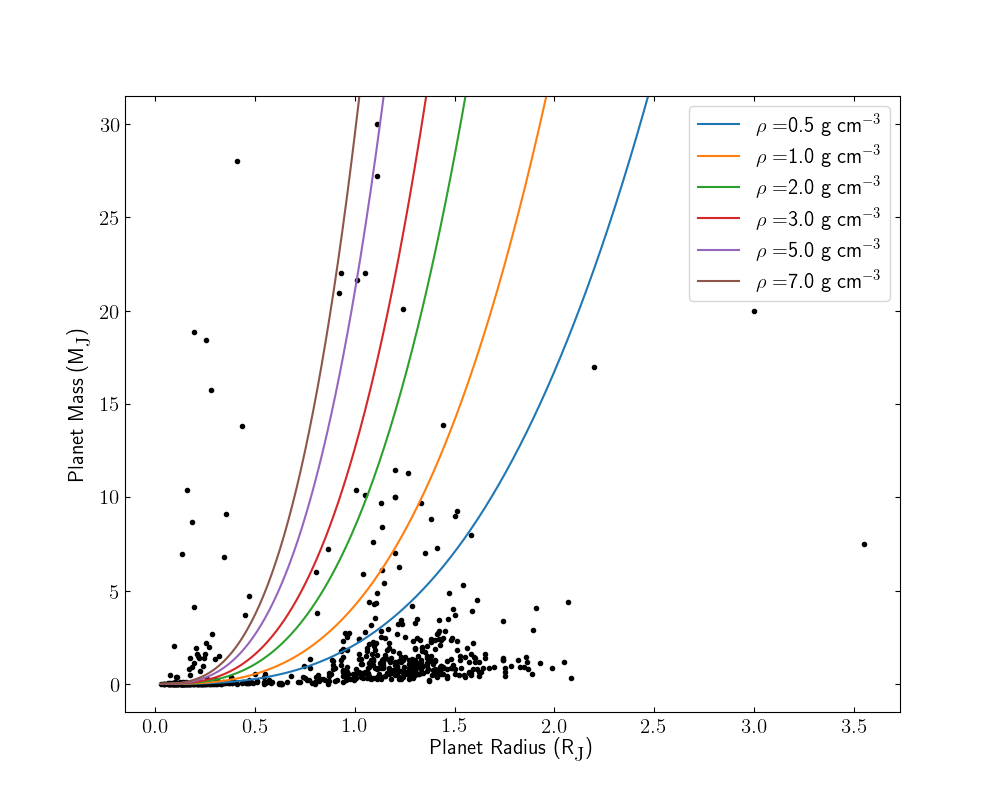 30
25
20
15
10
5
0
Planet Mass (M_J)
0.0 0.5 1.0 1.5 2.0 2.5 3.0 3.5
Planet Radius (R_J)
ρ =0.5 g cm⁻³
ρ =1.0 g cm⁻³
ρ =2.0 g cm⁻³
ρ =3.0 g cm⁻³
ρ =5.0 g cm⁻³
ρ =7.0 g cm⁻³